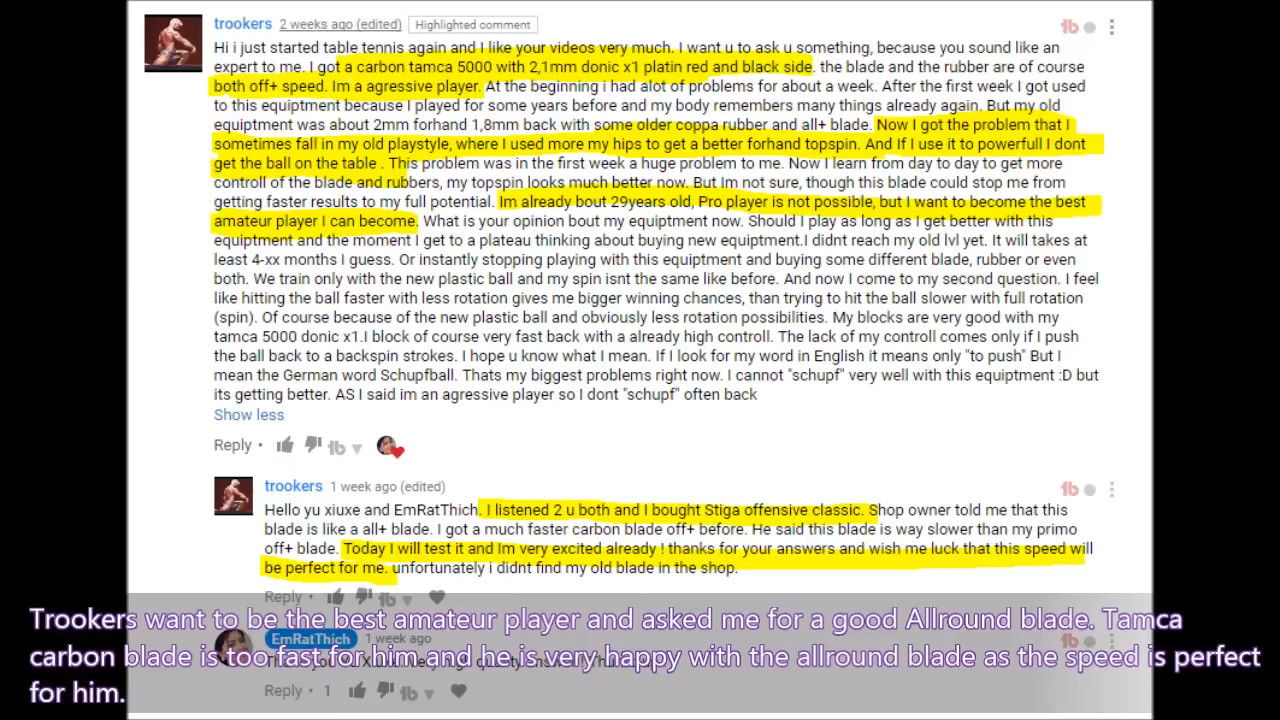 trookers 2 weeks ago (edited) Highlighted comment
Hi i just started table tennis again and I like your videos very much. I want u to ask u something, because you sound like an
expert to me. I got a carbon tamca 5000 with 2,1mm donic x1 platin red and black side. the blade and the rubber are of course
both off+ speed. Im a agressive player. At the beginning i had alot of problems for about a week. After the first week I got used
to this equiptment because I played for some years before and my body remembers many things already again. But my old
equiptment was about 2mm forhand 1,8mm back with some older coppa rubber and all+ blade. Now I got the problem that I
sometimes fall in my old playstyle, where I used more my hips to get a better forhand topspin. And If I use it to powerfull I dont
get the ball on the table . This problem was in the first week a huge problem to me. Now I learn from day to day to get more
controll of the blade and rubbers, my topspin looks much better now. But Im not sure, though this blade could stop me from
getting faster results to my full potential. Im already bout 29years old, Pro player is not possible, but I want to become the best
amateur player I can become. What is your opinion bout my equiptment now. Should I play as long as I get better with this
equiptment and the moment I get to a plateau thinking about buying new equiptment.I didnt reach my old lvl yet. It will takes at
least 4-xx months I guess. Or instantly stopping playing with this equiptment and buying some different blade, rubber or even
both. We train only with the new plastic ball and my spin isnt the same like before. And now I come to my second question. I feel
like hitting the ball faster with less rotation gives me bigger winning chances, than trying to hit the ball slower with full rotation
(spin). Of course because of the new plastic ball and obviously less rotation possibilities. My blocks are very good with my
tamca 5000 donic x1.I block of course very fast back with a already high controll. The lack of my controll comes only if I push
the ball back to a backspin strokes. I hope u know what I mean. If I look for my word in English it means only "to push" But I
mean the German word Schupfball. Thats my biggest problems right now. I cannot "schupf" very well with this equiptment :D but
its getting better. AS I said im an agressive player so I dont "schupf" often back
Show less
Reply •
trookers 1 week ago (edited)
Hello yu xiuxe and EmRatThich. I listened 2 u both and I bought Stiga offensive classic. Shop owner told me that this
blade is like a all+ blade. I got a much faster carbon blade off+ before. He said this blade is way slower than my primo
off+ blade. Today I will test it and Im very excited already ! thanks for your answers and wish me luck that this speed will
be perfect for me. unfortunately i didnt find my old blade in the shop.
Reply •
Trookers want to be the best amateur player and asked me for a good Allround blade. Tamca
EmRatThich 1 week ago
carbon blade is too fast for him and he is very happy with the allround blade as the speed is perfect
for him.
Reply • 1